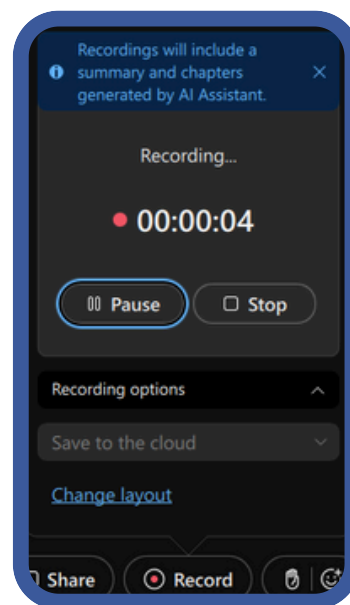 Recordings will include a
summary and chapters
generated by AI Assistant.
Recording...
00:00:04
Pause
Stop
Recording options
Save to the cloud
Change layout
Share
Record